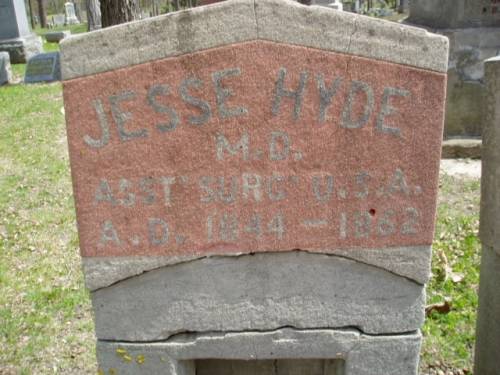 JESSE HYDE
M.D.
ASST' SURG' U.S.A.
A.D. 1844 – 1862